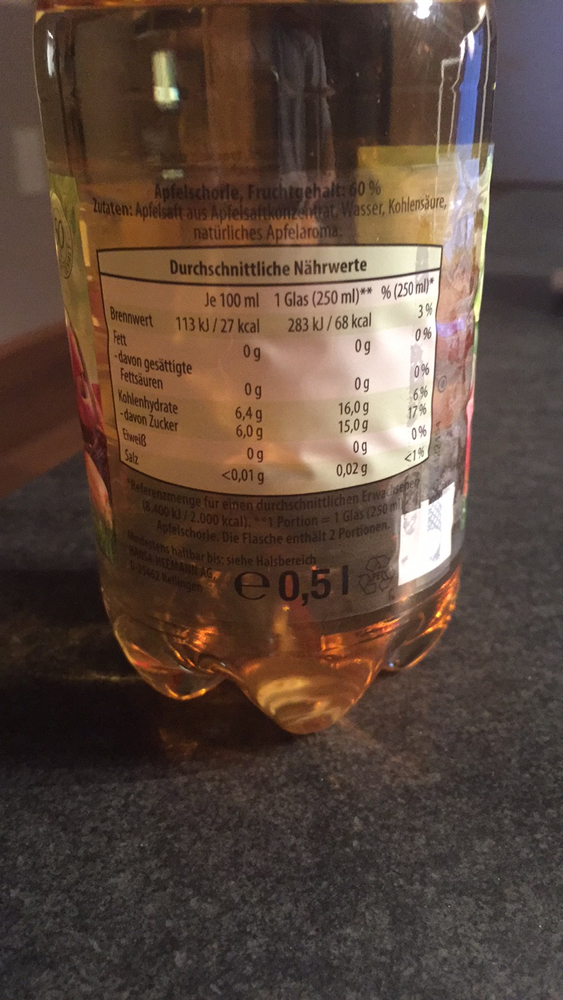 Apfelschorle, Fruchtgehalt: 60 %
Zutaten: Apfelsaft aus Apfelsaftkonzentrat, Wasser, Kohlensäure,
natürliches Apfelaroma.
Durchschnittliche Nährwerte
Je 100 ml 1 Glas (250 ml)** % (250 ml)*
Brennwert 113 kJ / 27 kcal 283 kJ / 68 kcal 3 %
Fett 0 g 0 g 0 %
-davon gesättigte
Fettsäuren 0 g 0 g 0 %
Kohlenhydrate 6,4 g 16,0 g 6 %
-davon Zucker 6,0 g 15,0 g 17 %
Eiweiß 0 g 0 g 0 %
Salz <0,01 g 0,02 g <1 %
*Referenzmenge für einen durchschnittlichen Erwachsenen
(8.400 kJ / 2.000 kcal). **1 Portion = 1 Glas (250 ml)
Apfelschorle. Die Flasche enthält 2 Portionen.
Mindestens haltbar bis: siehe Halsbereich
HANSA-HEEMANN AG,
D-25462 Rellingen
e 0,5 l